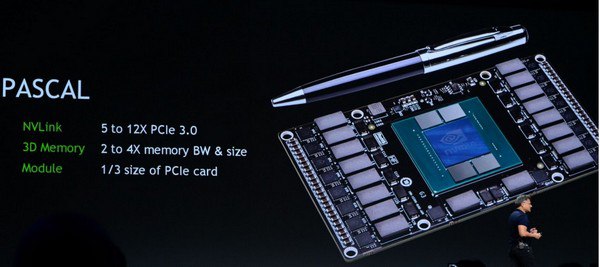 PASCAL
NVLink 5 to 12X PCIe 3.0
3D Memory 2 to 4X memory BW & size
Module 1/3 size of PCIe card